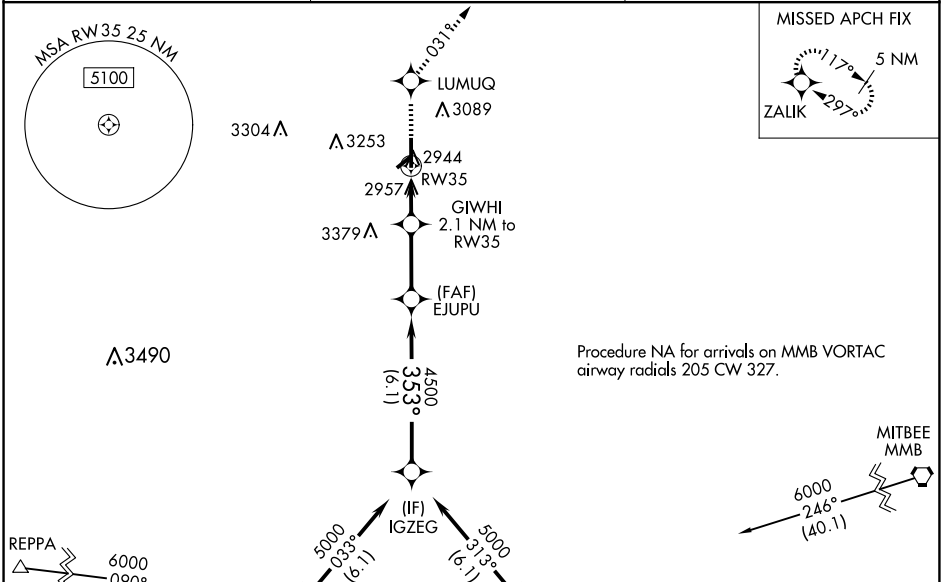 MSA RW35 25 NM
5100
031°
LUMUQ
3089
3304
3253
2944
RW35
2957
GIWHI
2.1 NM to
RW35
3379
(FAF)
EJUPU
3490
4500
353°
(6.1)
(IF)
IGZEG
5000
033°
(6.1)
5000
313°
(6.1)
MISSED APCH FIX
5 NM
117°
297°
ZALIK
Procedure NA for arrivals on MMB VORTAC
airway radials 205 CW 327.
MITBEE
MMB
6000
246°
(40.1)
REPPA
6000